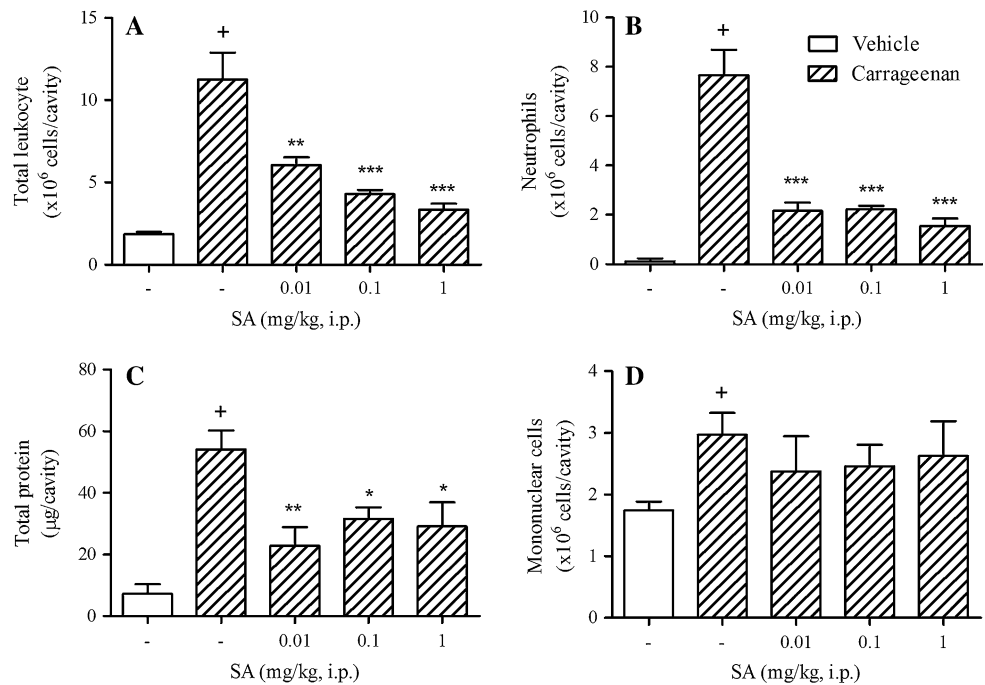 A
Total leukocyte
(x10⁶ cells/cavity)
15
10
5
0
+
**
***
***
- - 0.01 0.1 1
SA (mg/kg, i.p.)
B
Vehicle
Carrageenan
Neutrophils
(x10⁶ cells/cavity)
10
8
6
4
2
0
+
***
***
***
- - 0.01 0.1 1
SA (mg/kg, i.p.)
C
Total protein
(μg/cavity)
80
60
40
20
0
+
**
*
*
- - 0.01 0.1 1
SA (mg/kg, i.p.)
D
Mononuclear cells
(x10⁶ cells/cavity)
4
3
2
1
0
+
- - 0.01 0.1 1
SA (mg/kg, i.p.)